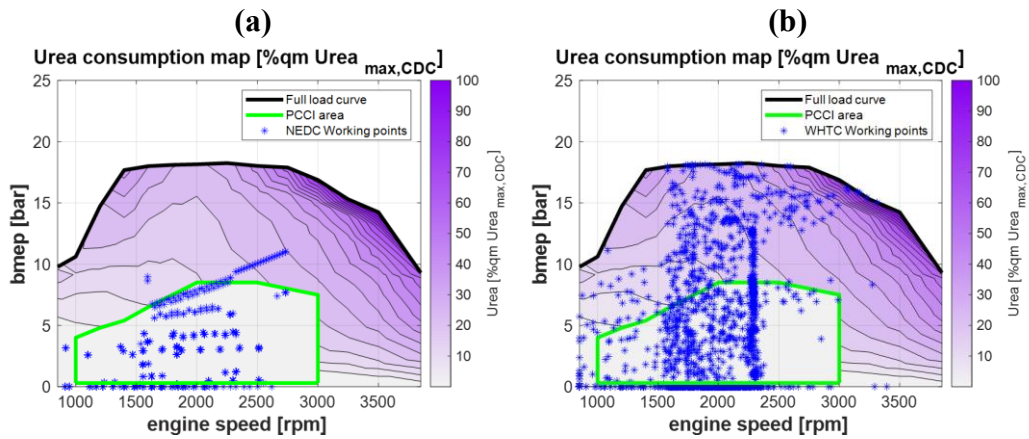 (a)
Urea consumption map [%qm Urea max,CDC]
25
20
15
10
5
0
bmep [bar]
1000 1500 2000 2500 3000 3500
engine speed [rpm]
Full load curve
PCCI area
NEDC Working points
100
90
80
70
60
50
40
30
20
10
Urea [%qm Urea max,CDC]
(b)
Urea consumption map [%qm Urea max,CDC]
25
20
15
10
5
0
bmep [bar]
1000 1500 2000 2500 3000 3500
engine speed [rpm]
Full load curve
PCCI area
WHTC Working points
100
90
80
70
60
50
40
30
20
10
Urea [%qm Urea max,CDC]